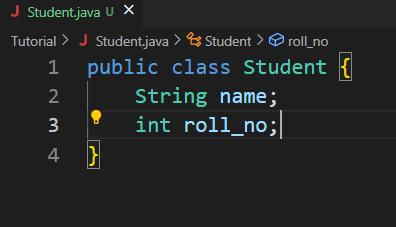 Student.java U
Tutorial > Student.java > Student > roll_no
1 public class Student {
2 String name;
3 int roll_no;
4 }